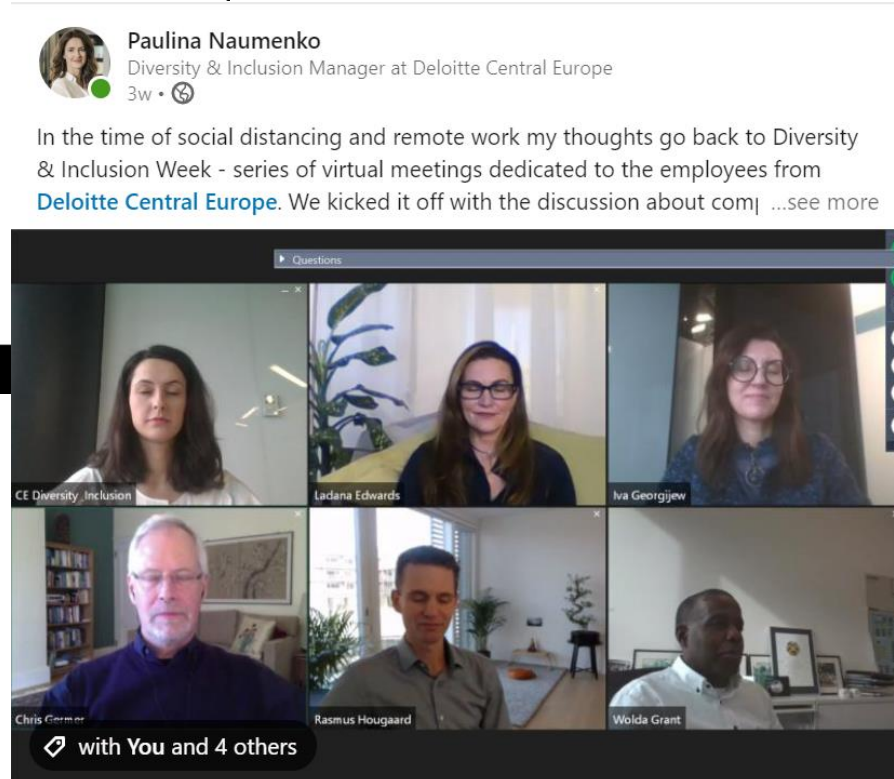 Paulina Naumenko
Diversity & Inclusion Manager at Deloitte Central Europe
3w •
In the time of social distancing and remote work my thoughts go back to Diversity
& Inclusion Week - series of virtual meetings dedicated to the employees from
Deloitte Central Europe. We kicked it off with the discussion about comp ...see more
Questions
CE Diversity_Inclusion
Ladana Edwards
Iva Georgijew
Chris Germer
Rasmus Hougaard
Wolda Grant
with You and 4 others